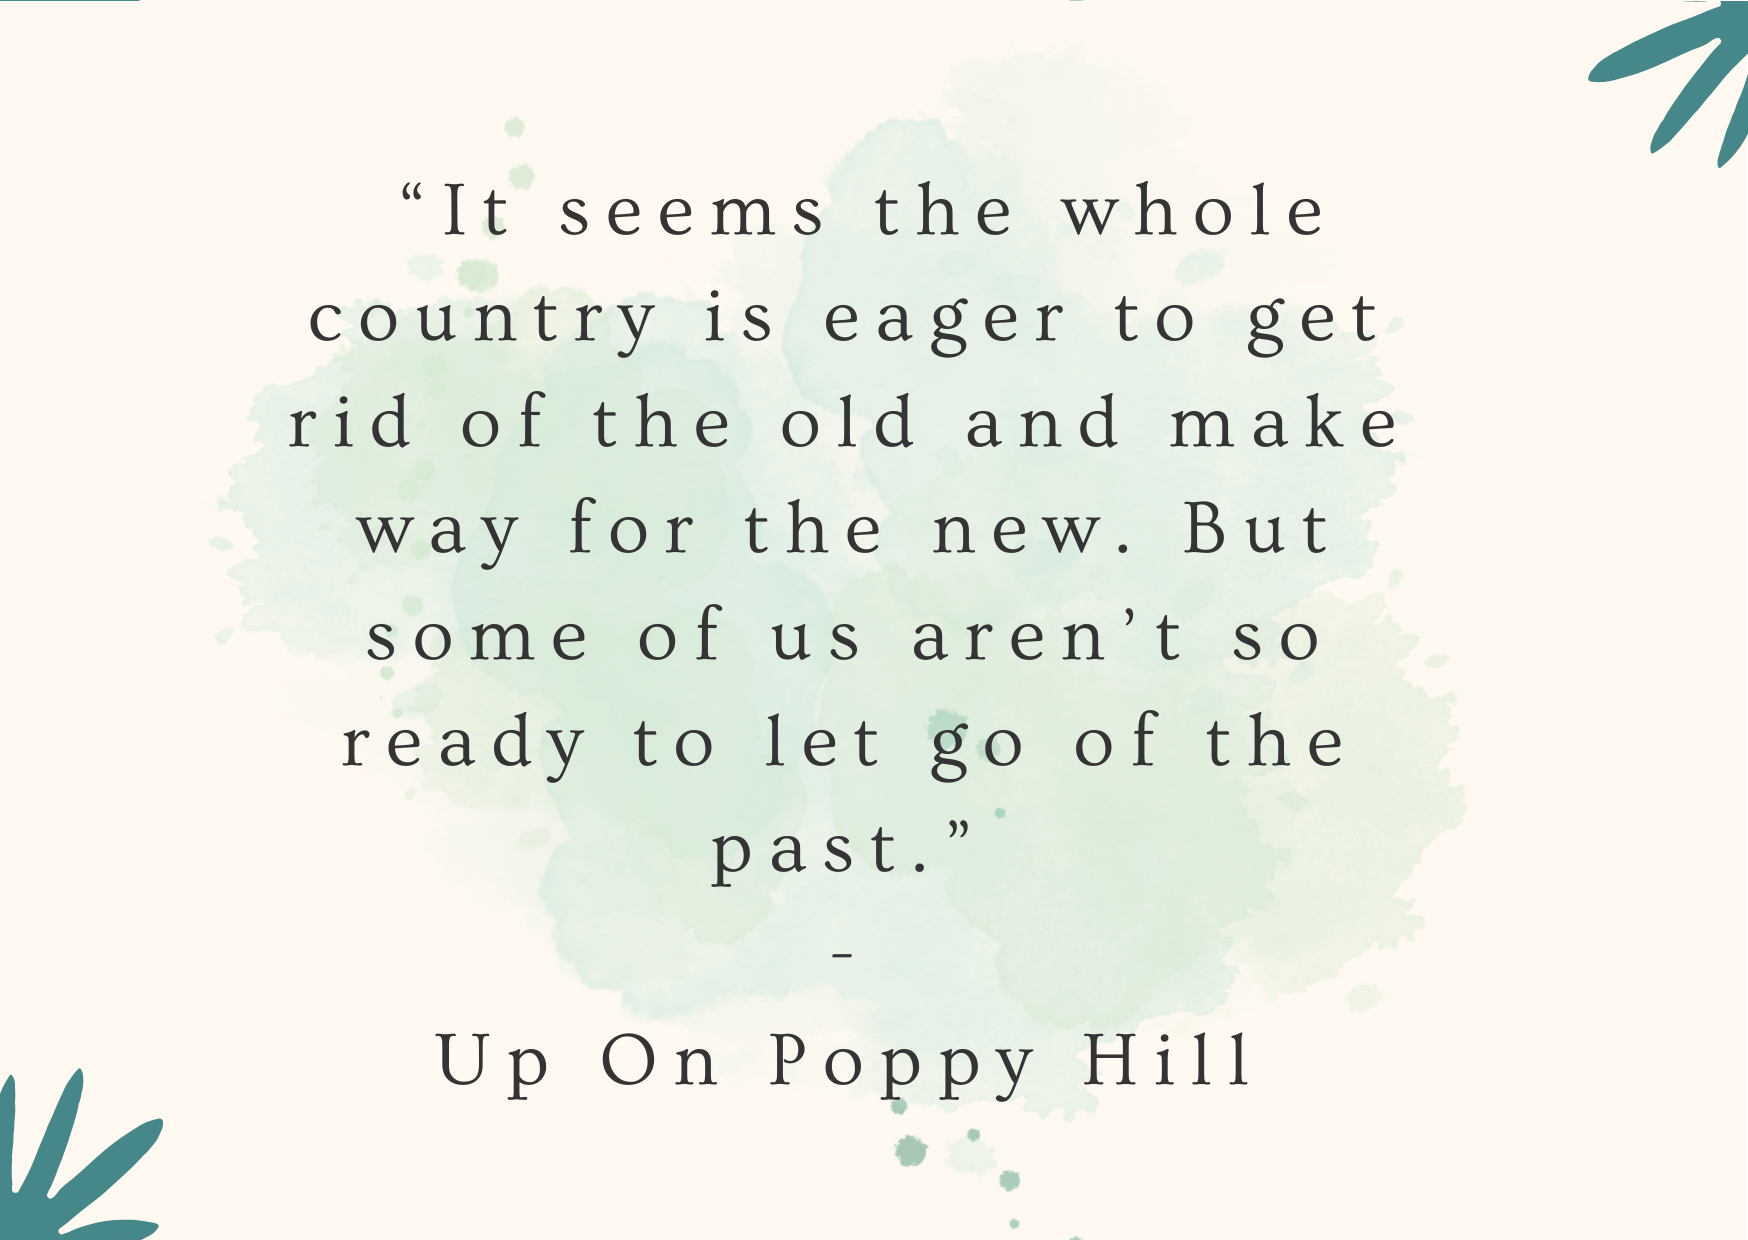 “It seems the whole
country is eager to get
rid of the old and make
way for the new. But
some of us aren’t so
ready to let go of the
past.”
-
Up On Poppy Hill